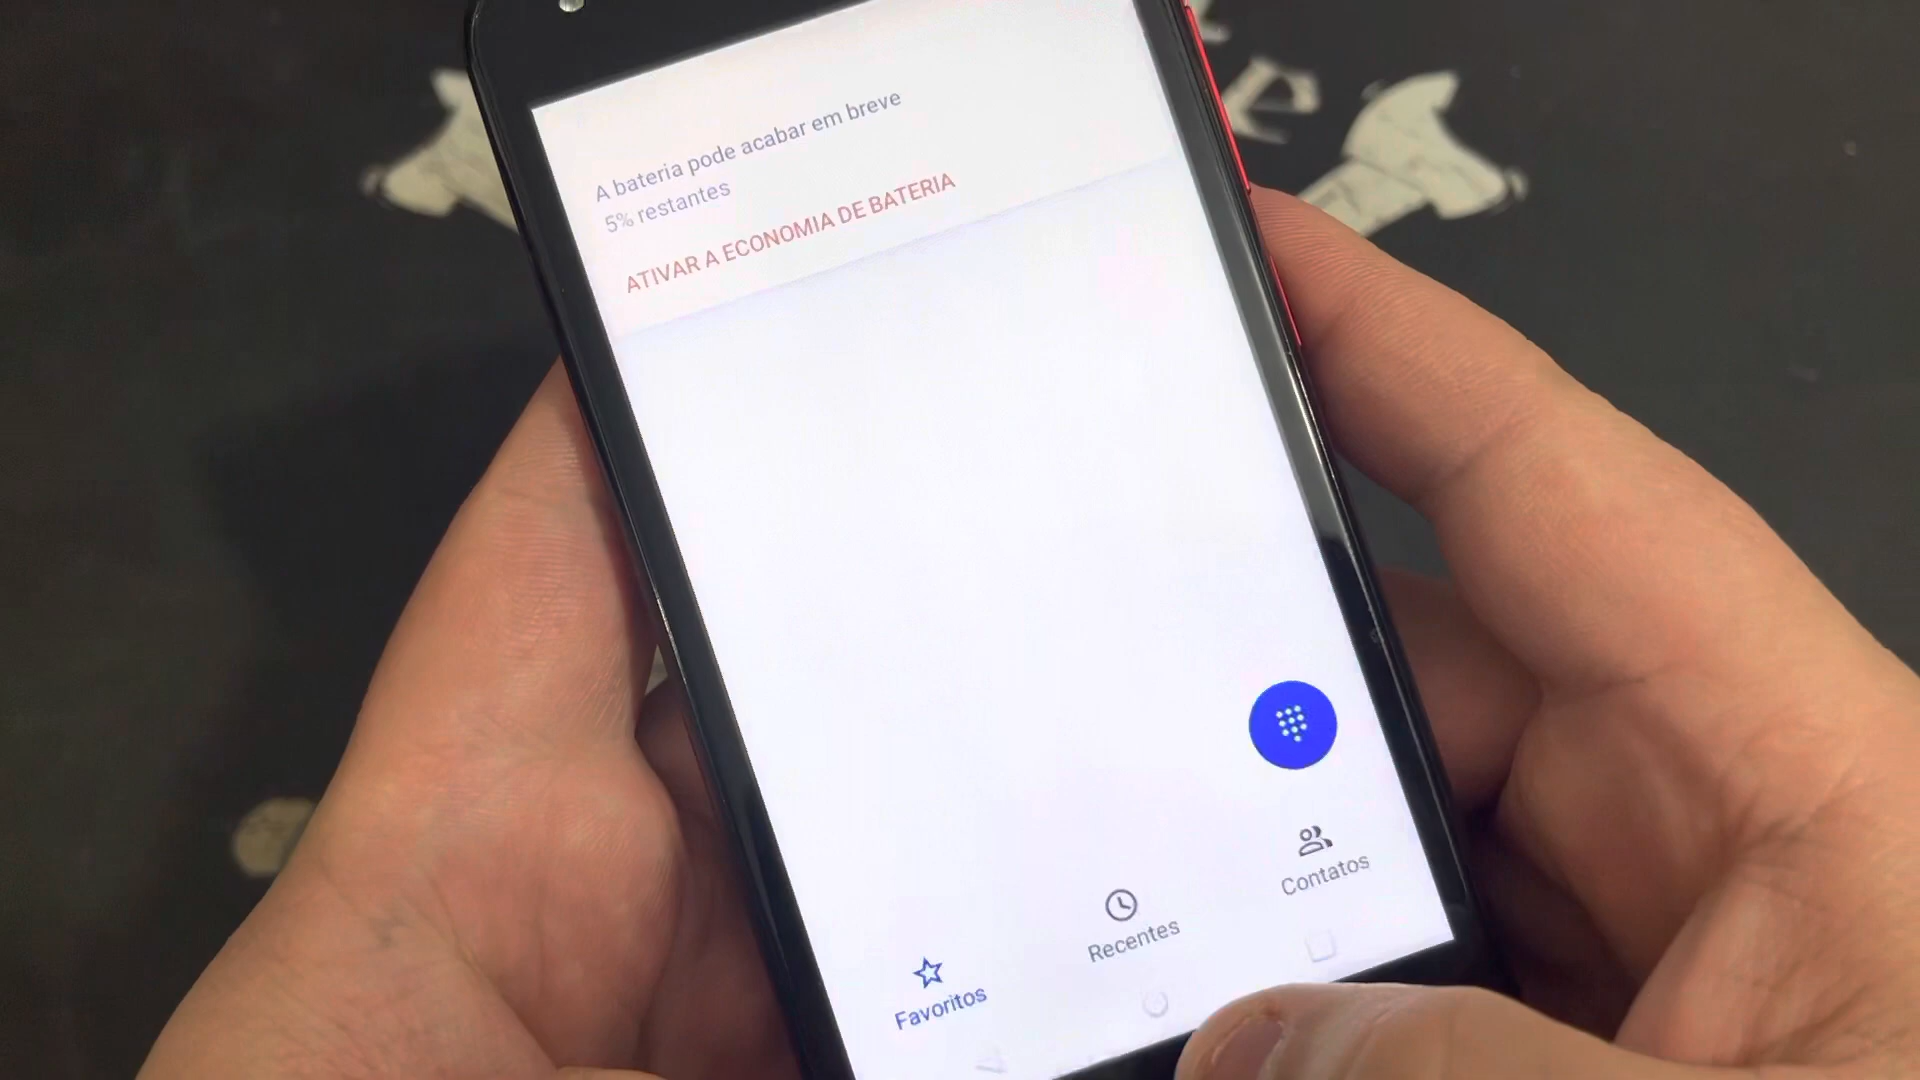 A bateria pode acabar em breve
5% restantes
ATIVAR A ECONOMIA DE BATERIA
Contatos
Recentes
Favoritos